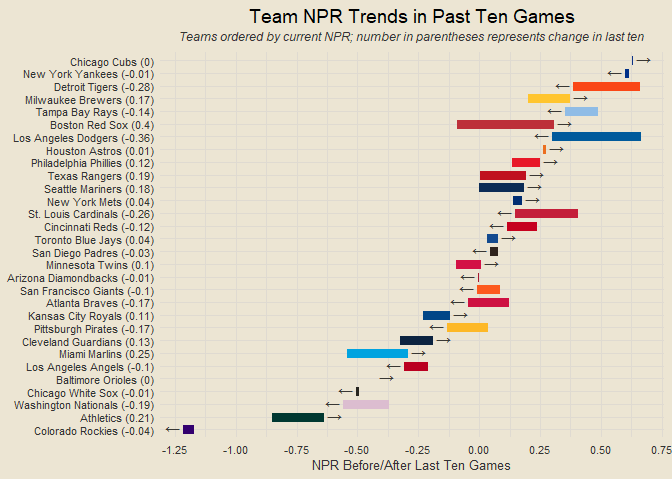 Team NPR Trends in Past Ten Games
Teams ordered by current NPR; number in parentheses represents change in last ten
Chicago Cubs (0)
New York Yankees (-0.01)
Detroit Tigers (-0.28)
Milwaukee Brewers (0.17)
Tampa Bay Rays (-0.14)
Boston Red Sox (0.4)
Los Angeles Dodgers (-0.36)
Houston Astros (0.01)
Philadelphia Phillies (0.12)
Texas Rangers (0.19)
Seattle Mariners (0.18)
New York Mets (0.04)
St. Louis Cardinals (-0.26)
Cincinnati Reds (-0.12)
Toronto Blue Jays (0.04)
San Diego Padres (-0.03)
Minnesota Twins (0.1)
Arizona Diamondbacks (-0.01)
San Francisco Giants (-0.1)
Atlanta Braves (-0.17)
Kansas City Royals (0.11)
Pittsburgh Pirates (-0.17)
Cleveland Guardians (0.13)
Miami Marlins (0.25)
Los Angeles Angels (-0.1)
Baltimore Orioles (0)
Chicago White Sox (-0.01)
Washington Nationals (-0.19)
Athletics (0.21)
Colorado Rockies (-0.04)
-1.25 -1.00 -0.75 -0.50 -0.25 0.00 0.25 0.50 0.75
NPR Before/After Last Ten Games